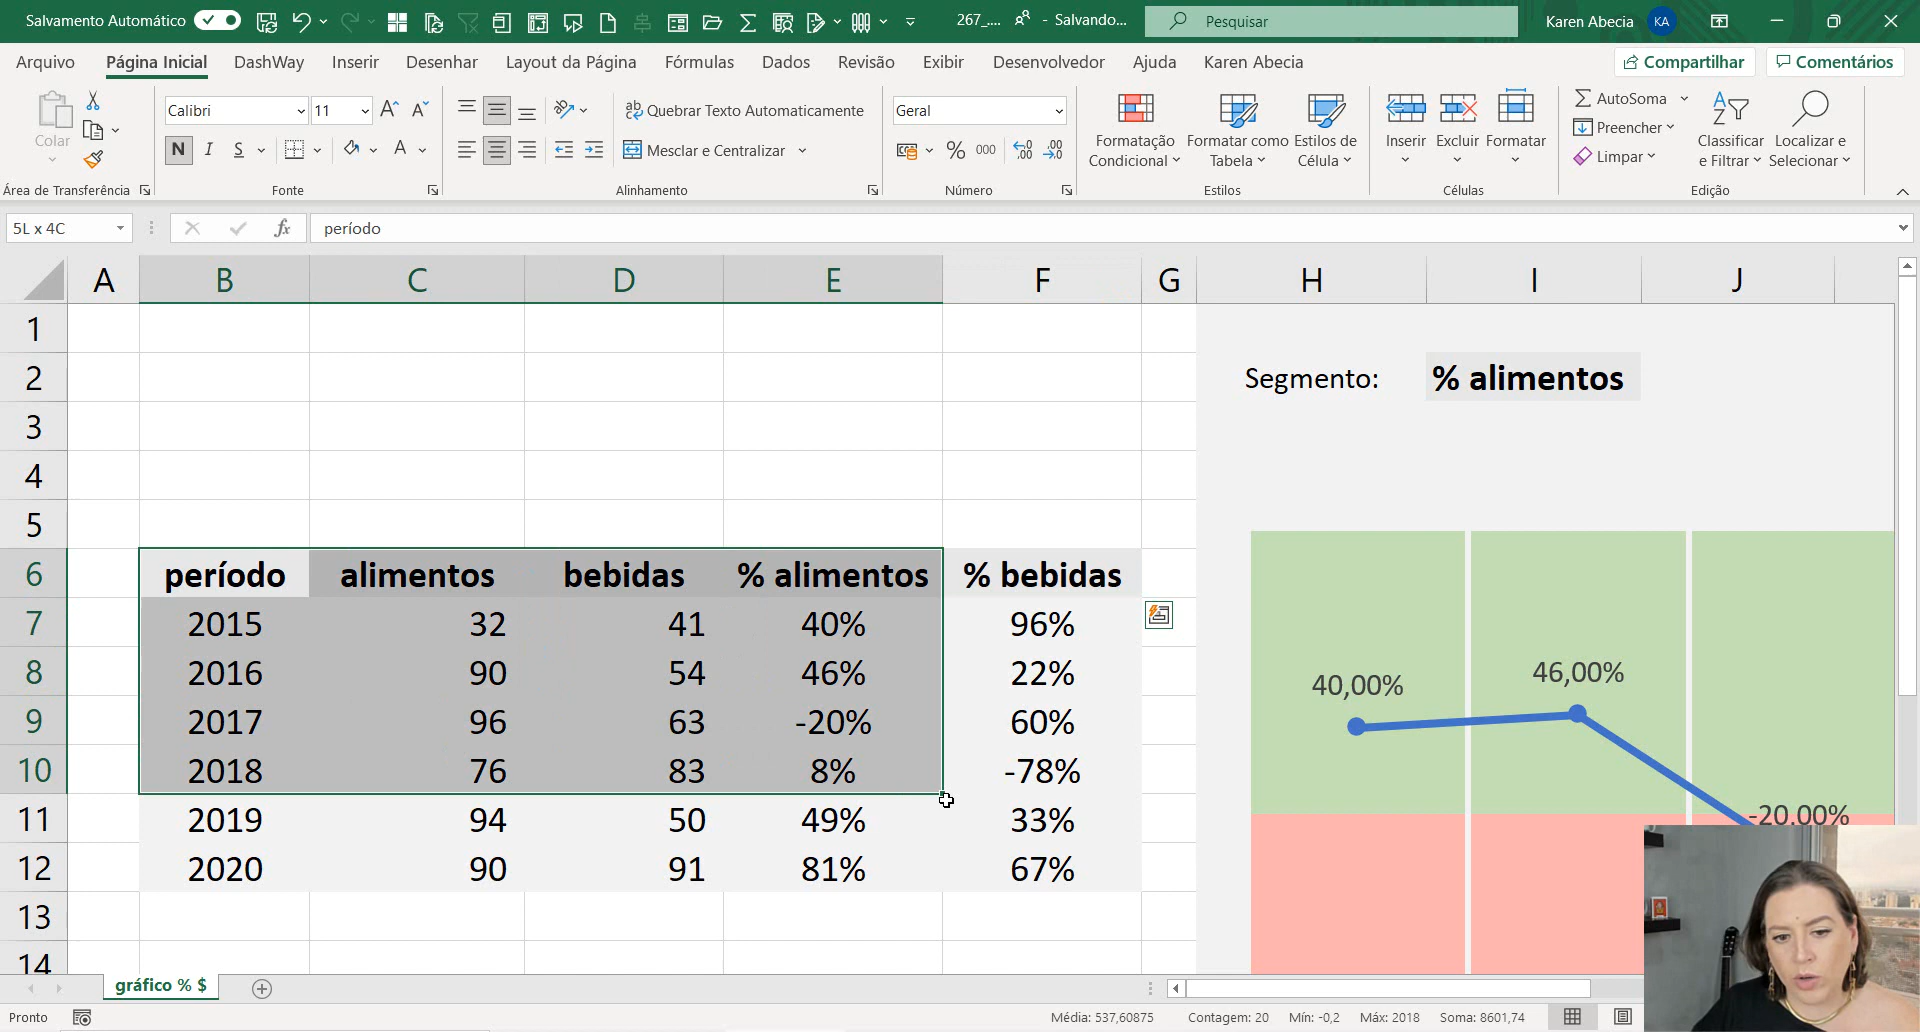 Salvamento Automático
267_....
- Salvando...
Pesquisar
Karen Abecia
KA
Arquivo
Página Inicial
DashWay
Inserir
Desenhar
Layout da Página
Fórmulas
Dados
Revisão
Exibir
Desenvolvedor
Ajuda
Karen Abecia
Compartilhar
Comentários
Colar
Área de Transferência
Calibri
11
N I S
Fonte
Quebrar Texto Automaticamente
Mesclar e Centralizar
Alinhamento
Geral
% 000
Número
Formatação Condicional
Formatar como Tabela
Estilos de Célula
Estilos
Inserir
Excluir
Formatar
Células
AutoSoma
Preencher
Limpar
Classificar e Filtrar
Localizar e Selecionar
Edição
5L x 4C
fx
período
A B C D E F G H I J
1
2
Segmento: % alimentos
3
4
5
6 período alimentos bebidas % alimentos % bebidas
7 2015 32 41 40% 96%
8 2016 90 54 46% 22%
9 2017 96 63 -20% 60%
10 2018 76 83 8% -78%
11 2019 94 50 49% 33%
12 2020 90 91 81% 67%
13
14
40,00%
46,00%
-20,00%
gráfico % $
Pronto
Média: 537,60875
Contagem: 20
Mín: -0,2
Máx: 2018
Soma: 8601,74